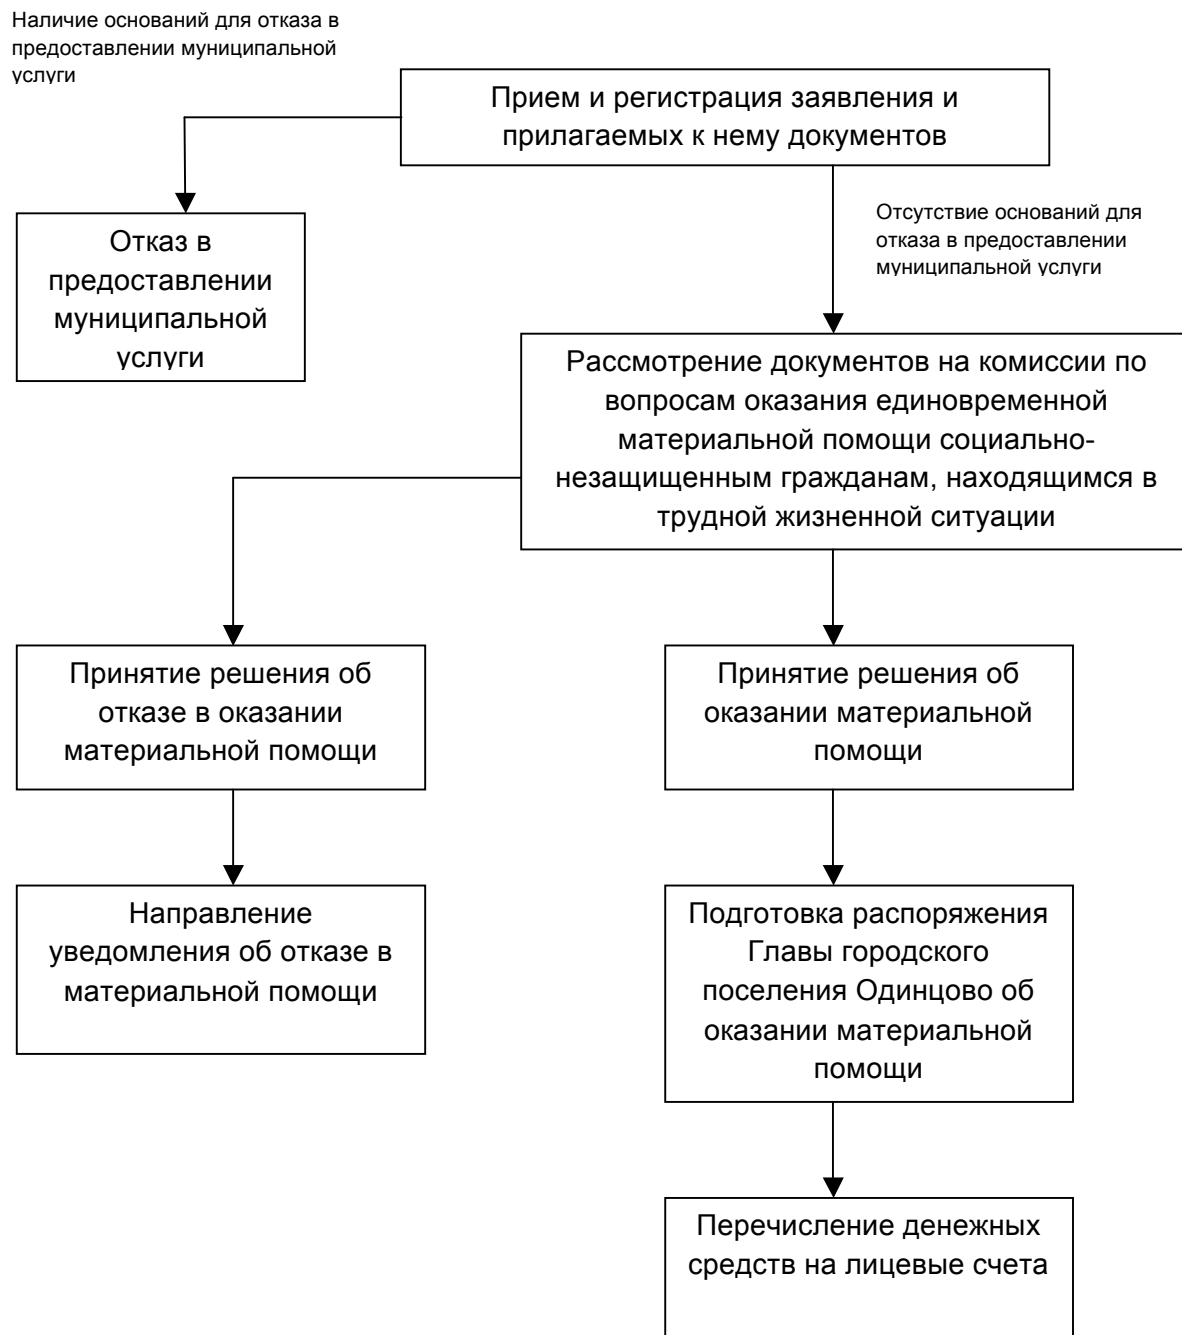 Наличие оснований для отказа в
предоставлении муниципальной
услуги
Прием и регистрация заявления и
прилагаемых к нему документов
Отказ в
предоставлении
муниципальной
услуги
Отсутствие оснований для
отказа в предоставлении
муниципальной услуги
Рассмотрение документов на комиссии по
вопросам оказания единовременной
материальной помощи социально-
незащищенным гражданам, находящимся в
трудной жизненной ситуации
Принятие решения об
отказе в оказании
материальной помощи
Принятие решения об
оказании материальной
помощи
Направление
уведомления об отказе в
материальной помощи
Подготовка распоряжения
Главы городского
поселения Одинцово об
оказании материальной
помощи
Перечисление денежных
средств на лицевые счета